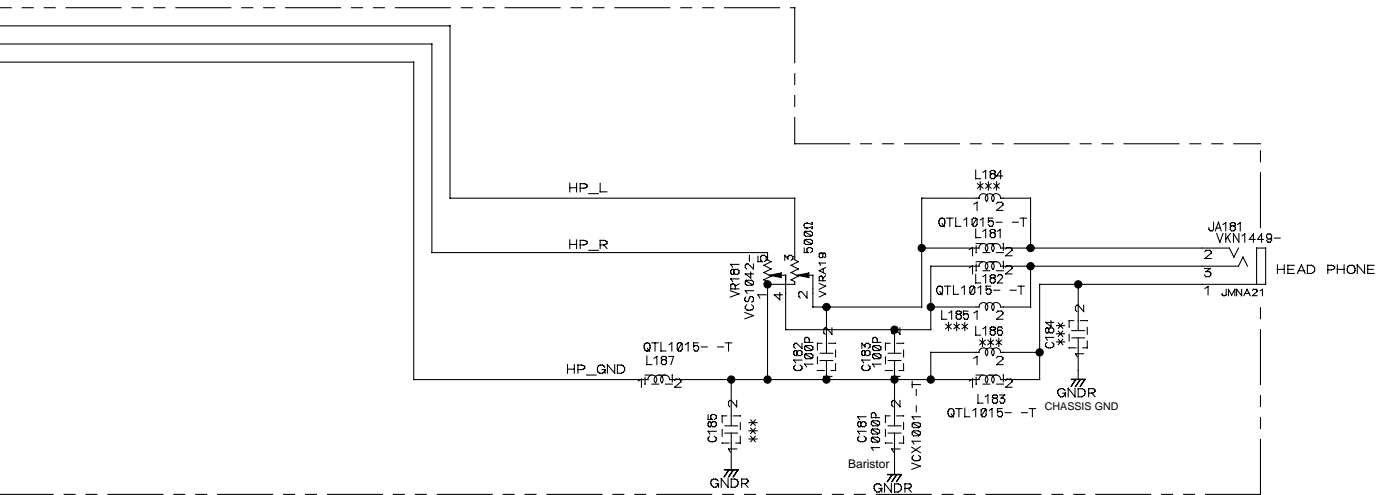 HP_L
HP_R
HP_GND
VR181
VCS1042-
5
1
4
3
2
500Ω
VVRA19
L184
***
1 2
QTL1015- -T
L181
1 2
1 2
L182
QTL1015- -T
L185
***
1 2
L186
***
1 2
1 2
L183
QTL1015- -T
JA181
VKN1449-
2
3
1
JMNA21
HEAD PHONE
C184
***
2
1
GNDR
CHASSIS GND
QTL1015- -T
L187
1 2
C182
100P
2
1
C183
100P
2
1
C185
***
2
1
GNDR
C181
1000P
VCX1001- -T
2
1
Baristor
GNDR